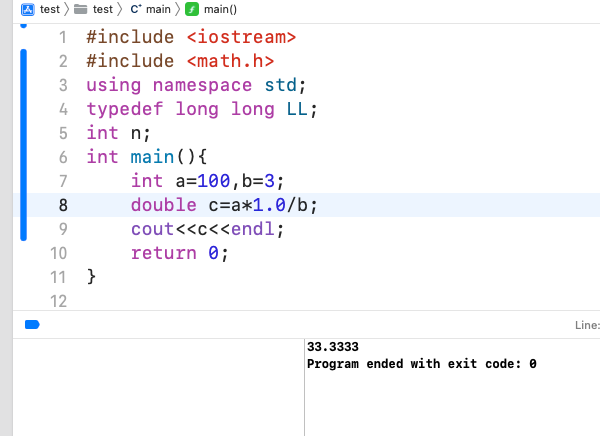 test 〉 test 〉 C⁺ main 〉 f main()
1 #include <iostream>
2 #include <math.h>
3 using namespace std;
4 typedef long long LL;
5 int n;
6 int main(){
7 int a=100,b=3;
8 double c=a*1.0/b;
9 cout<<c<<endl;
10 return 0;
11 }
12
Line:
33.3333
Program ended with exit code: 0